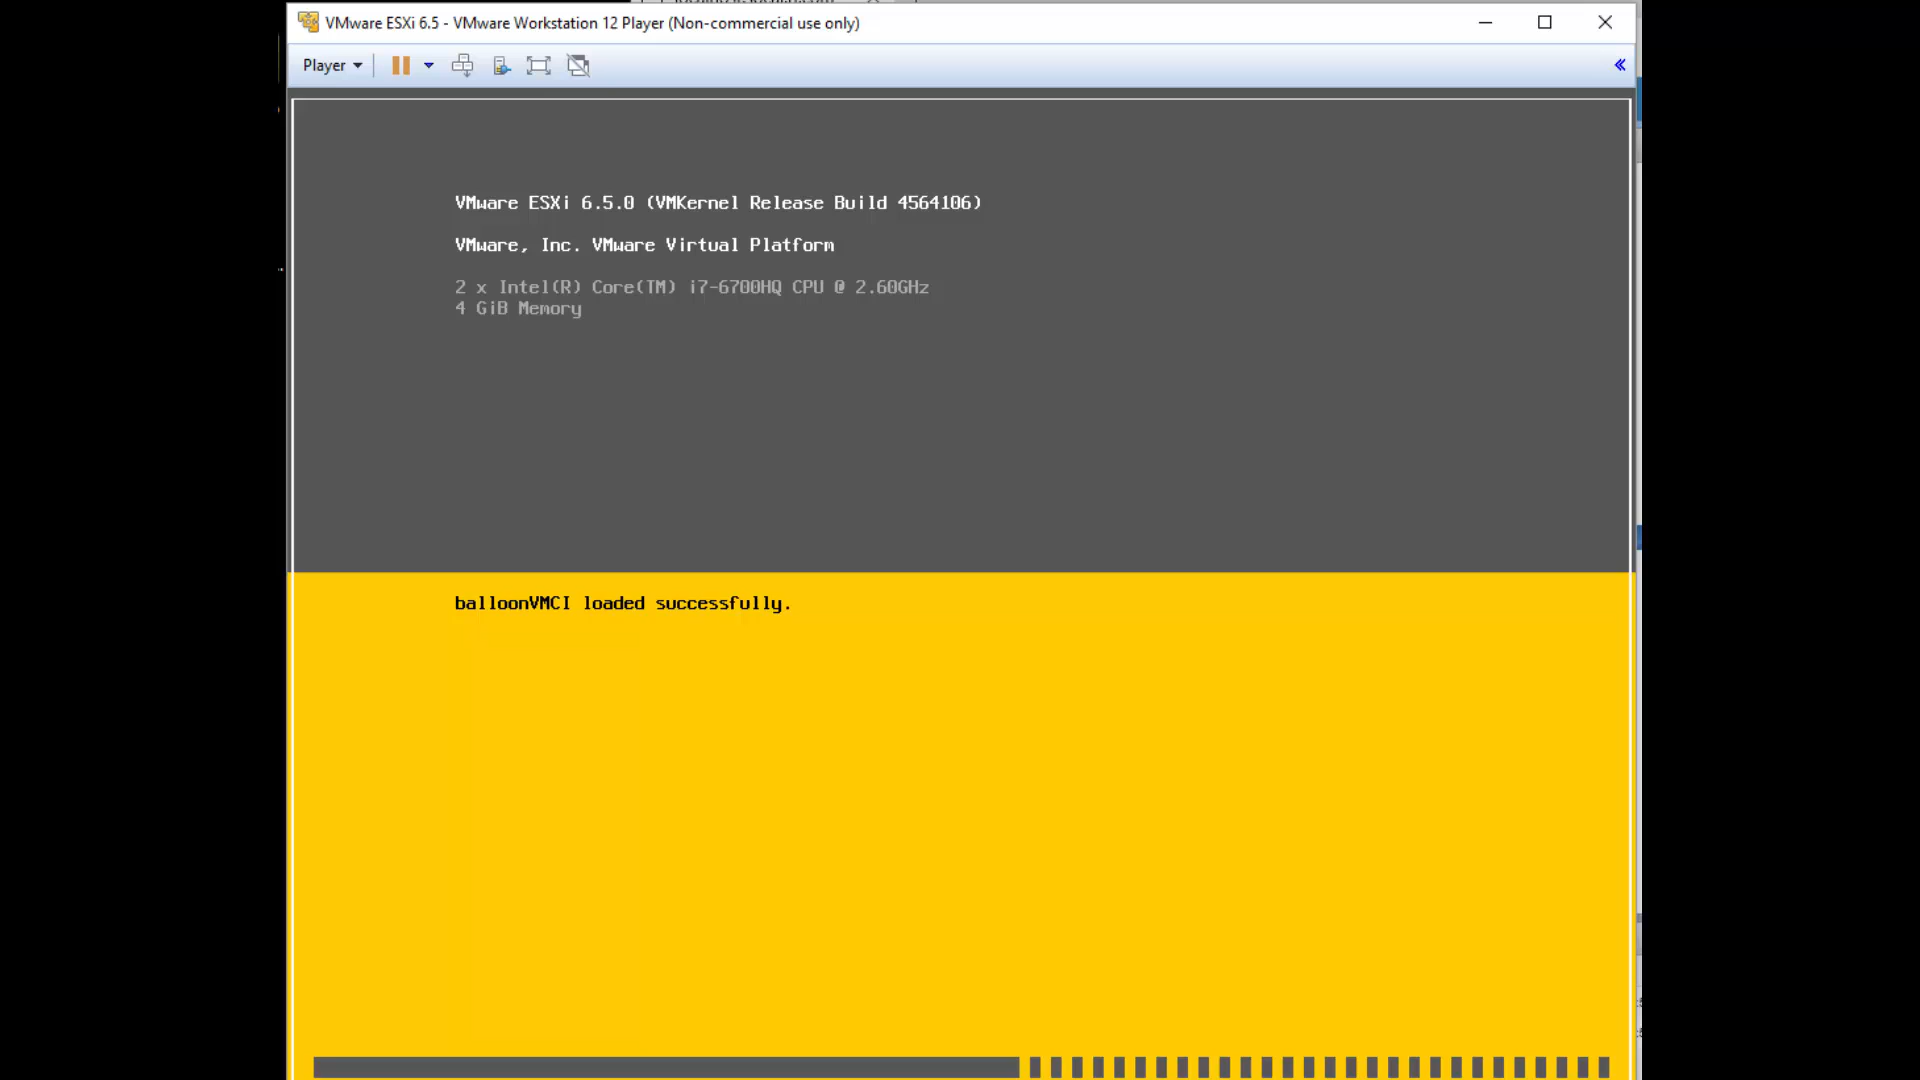 VMware ESXi 6.5 - VMware Workstation 12 Player (Non-commercial use only)
Player
VMware ESXi 6.5.0 (VMKernel Release Build 4564106)
VMware, Inc. VMware Virtual Platform
2 x Intel(R) Core(TM) i7-6700HQ CPU @ 2.60GHz
4 GiB Memory
balloonVMCI loaded successfully.